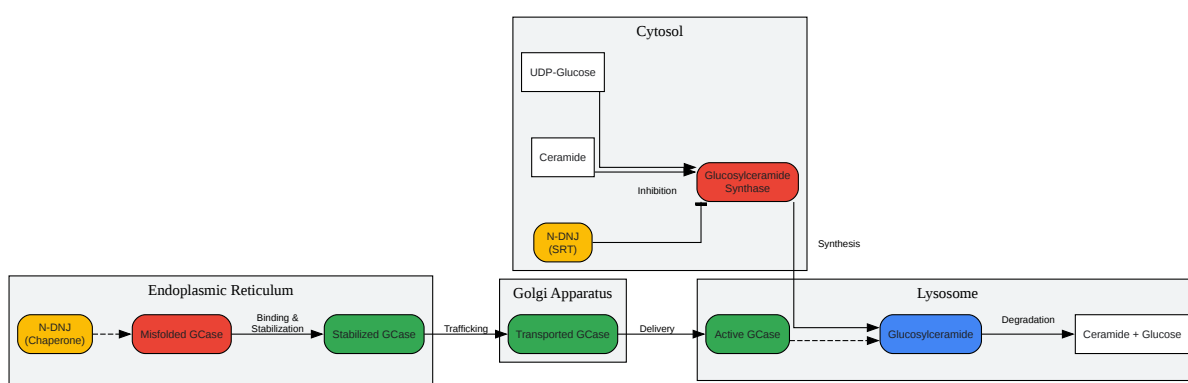 Cytosol
UDP-Glucose
Ceramide
Glucosylceramide
Synthase
Inhibition
N-DNJ
(SRT)
Synthesis
Endoplasmic Reticulum
N-DNJ
(Chaperone)
Misfolded GCase
Binding &
Stabilization
Stabilized GCase
Trafficking
Golgi Apparatus
Transported GCase
Delivery
Lysosome
Active GCase
Glucosylceramide
Degradation
Ceramide + Glucose